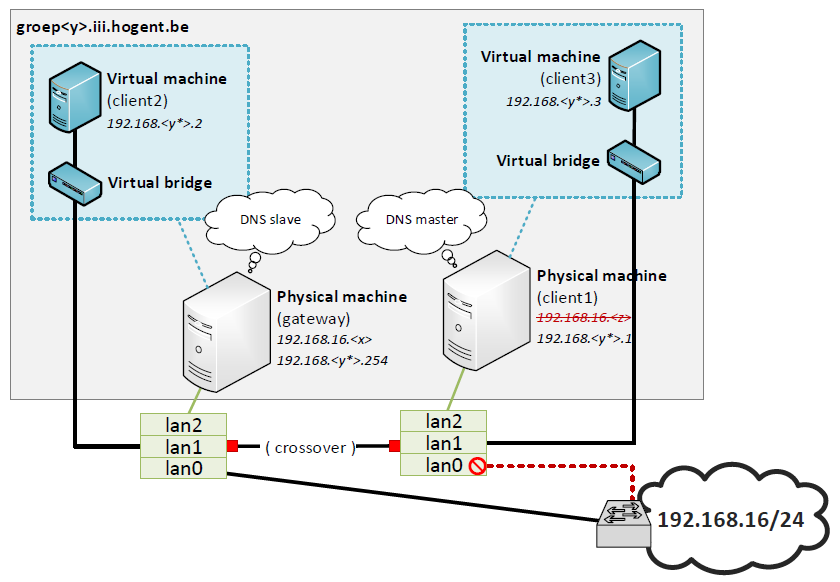 groep<y>.iii.hogent.be
Virtual machine
(client2)
192.168.<y*>.2
Virtual bridge
Virtual machine
(client3)
192.168.<y*>.3
Virtual bridge
DNS slave
DNS master
Physical machine
(gateway)
192.168.16.<x>
192.168.<y*>.254
Physical machine
(client1)
192.168.16.<z>
192.168.<y*>.1
lan2
lan1
lan0
( crossover )
lan2
lan1
lan0
192.168.16/24